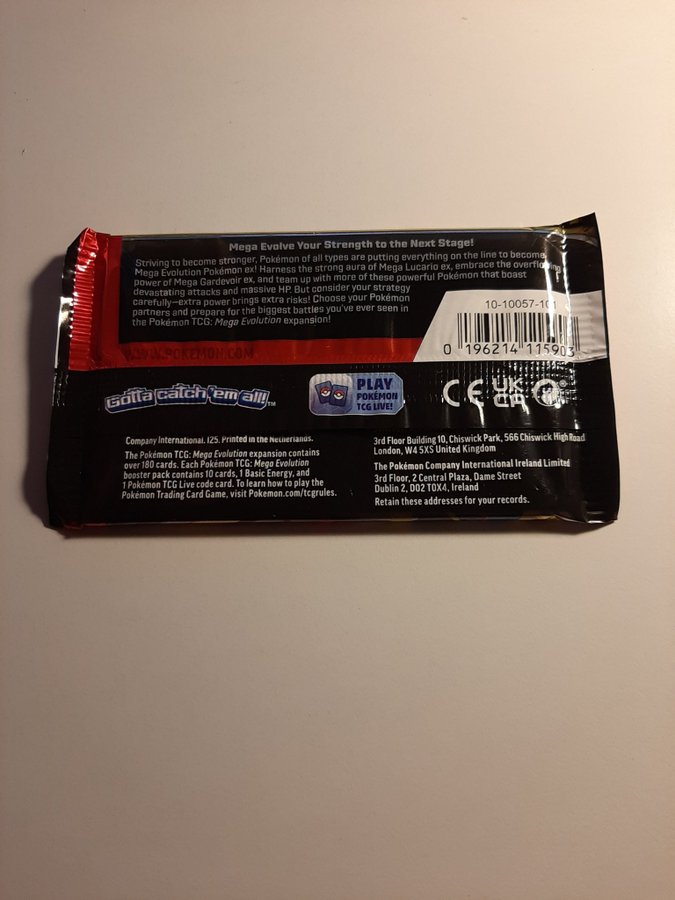 Mega Evolve Your Strength to the Next Stage!
Striving to become stronger, Pokémon of all types are putting everything on the line to become
Mega Evolution Pokémon ex! Harness the strong aura of Mega Lucario ex, embrace the overflowing
power of Mega Gardevoir ex, and team up with more of these powerful Pokémon that boast
devastating attacks and massive HP. But consider your strategy
carefully—extra power brings extra risks! Choose your Pokémon
partners and prepare for the biggest battles you've ever seen in
the Pokémon TCG: Mega Evolution expansion!
10-10057-101
0 196214 115903
WWW.POKEMON.COM
Gotta catch 'em all!™
PLAY
POKÉMON
TCG LIVE!
CE UK
CA
Company International. 125. Printed in the Netherlands.
The Pokémon TCG: Mega Evolution expansion contains
over 180 cards. Each Pokémon TCG: Mega Evolution
booster pack contains 10 cards, 1 Basic Energy, and
1 Pokémon TCG Live code card. To learn how to play the
Pokémon Trading Card Game, visit Pokemon.com/tcgrules.
3rd Floor Building 10, Chiswick Park, 566 Chiswick High Road
London, W4 5XS United Kingdom
The Pokémon Company International Ireland Limited
3rd Floor, 2 Central Plaza, Dame Street
Dublin 2, D02 T0X4, Ireland
Retain these addresses for your records.